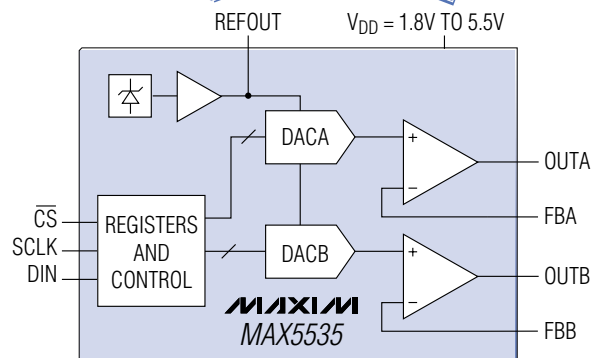 REFOUT
V_DD = 1.8V TO 5.5V
DACA
+
−
OUTA
FBA
CS
SCLK
DIN
REGISTERS
AND
CONTROL
DACB
+
−
OUTB
FBB
MAXIM
MAX5535